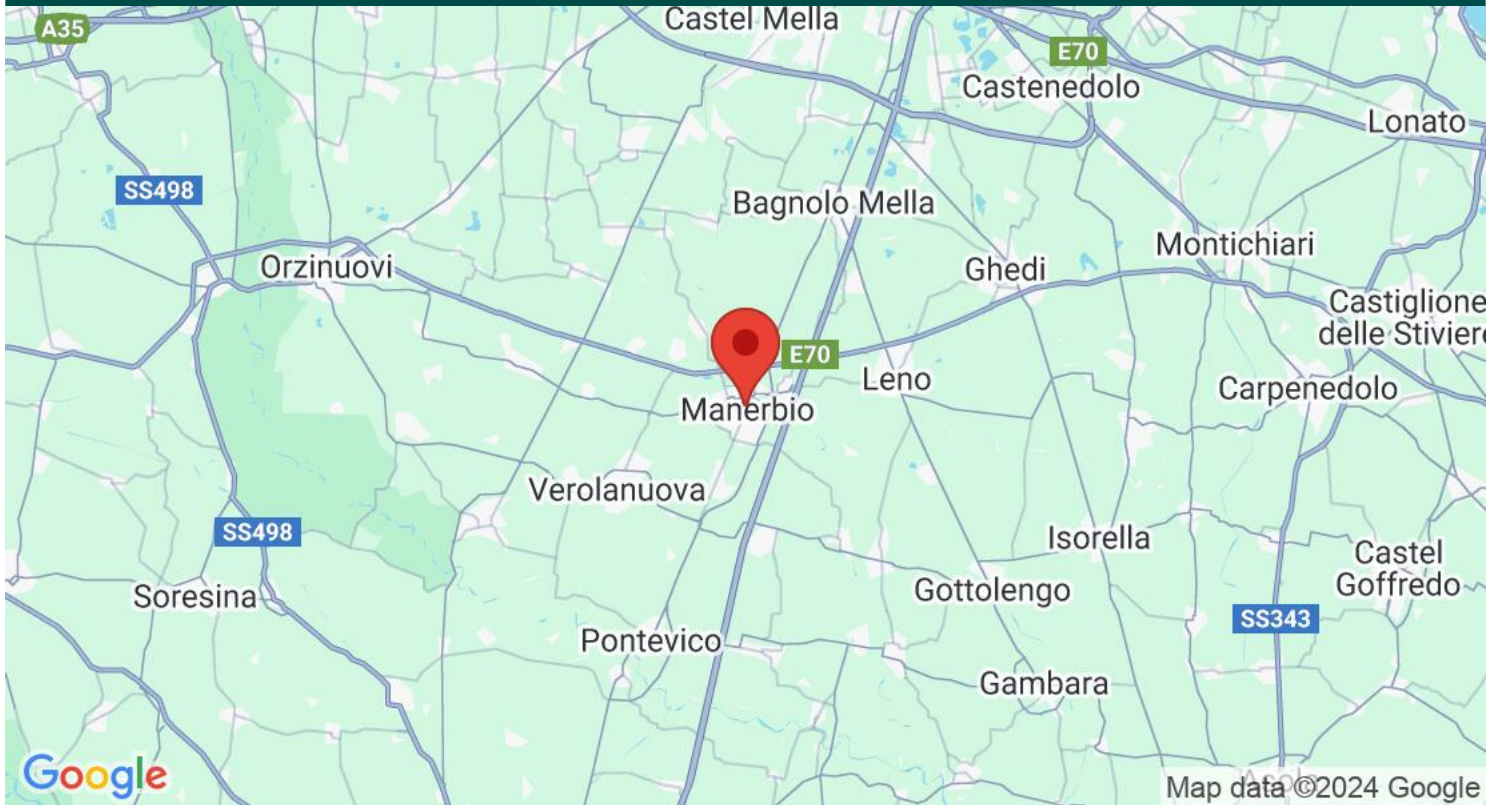 Castel Mella
A35
E70
Castenedolo
Lonato
SS498
Bagnolo Mella
Montichiari
Orzinuovi
Ghedi
Castiglione
delle Stiviere
E70
Leno
Carpenedolo
Manerbio
Verolanuova
SS498
Isorella
Castel
Goffredo
Gottolengo
Soresina
SS343
Pontevico
Gambara
Google
Map data ©2024 Google